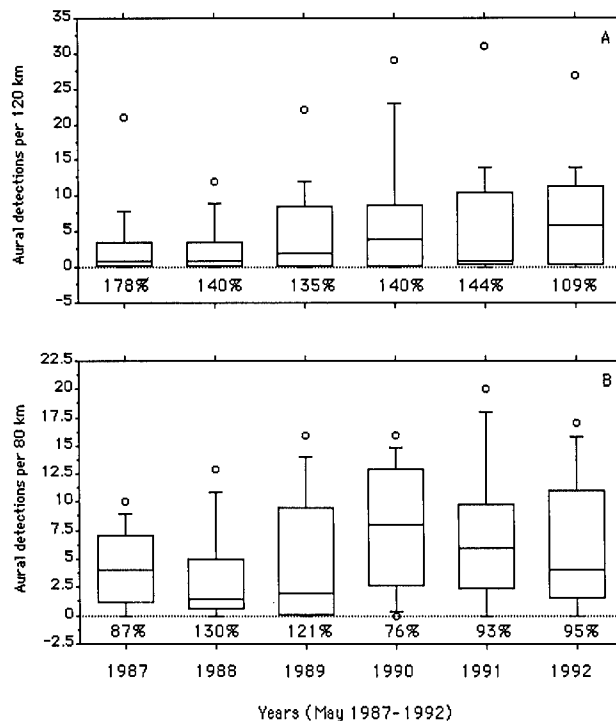 A
Aural detections per 120 km
35
30
25
20
15
10
5
0
-5
178% 140% 135% 140% 144% 109%
B
Aural detections per 80 km
22.5
20
17.5
15
12.5
10
7.5
5
2.5
0
-2.5
87% 130% 121% 76% 93% 95%
1987 1988 1989 1990 1991 1992
Years (May 1987-1992)